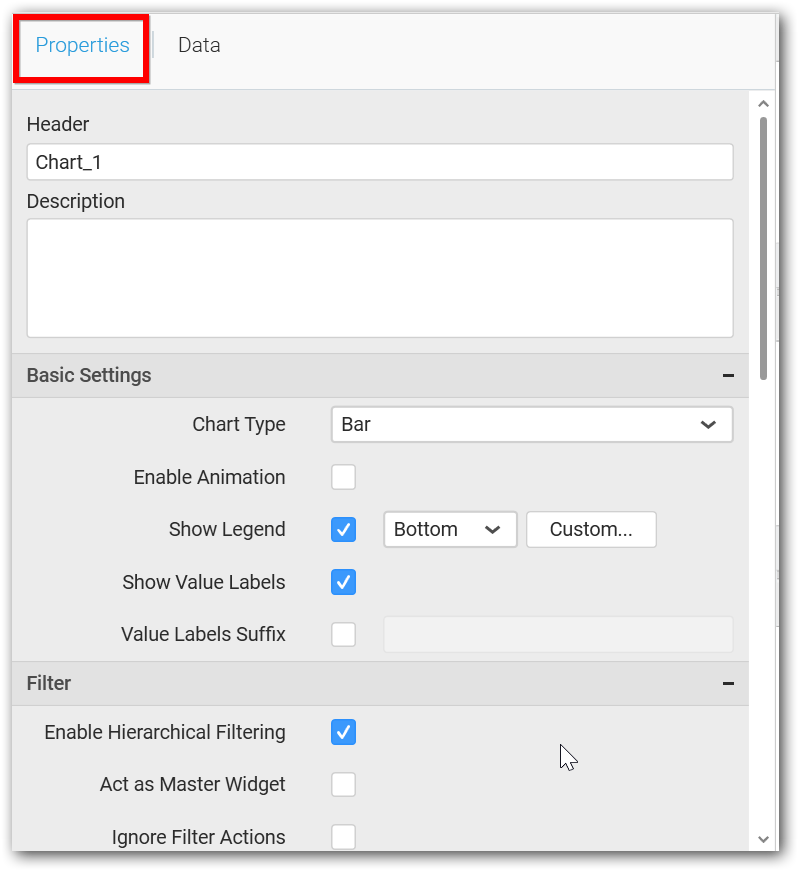 Properties Data
Header
Chart_1
Description
Basic Settings
Chart Type Bar
Enable Animation
Show Legend Bottom Custom...
Show Value Labels
Value Labels Suffix
Filter
Enable Hierarchical Filtering
Act as Master Widget
Ignore Filter Actions